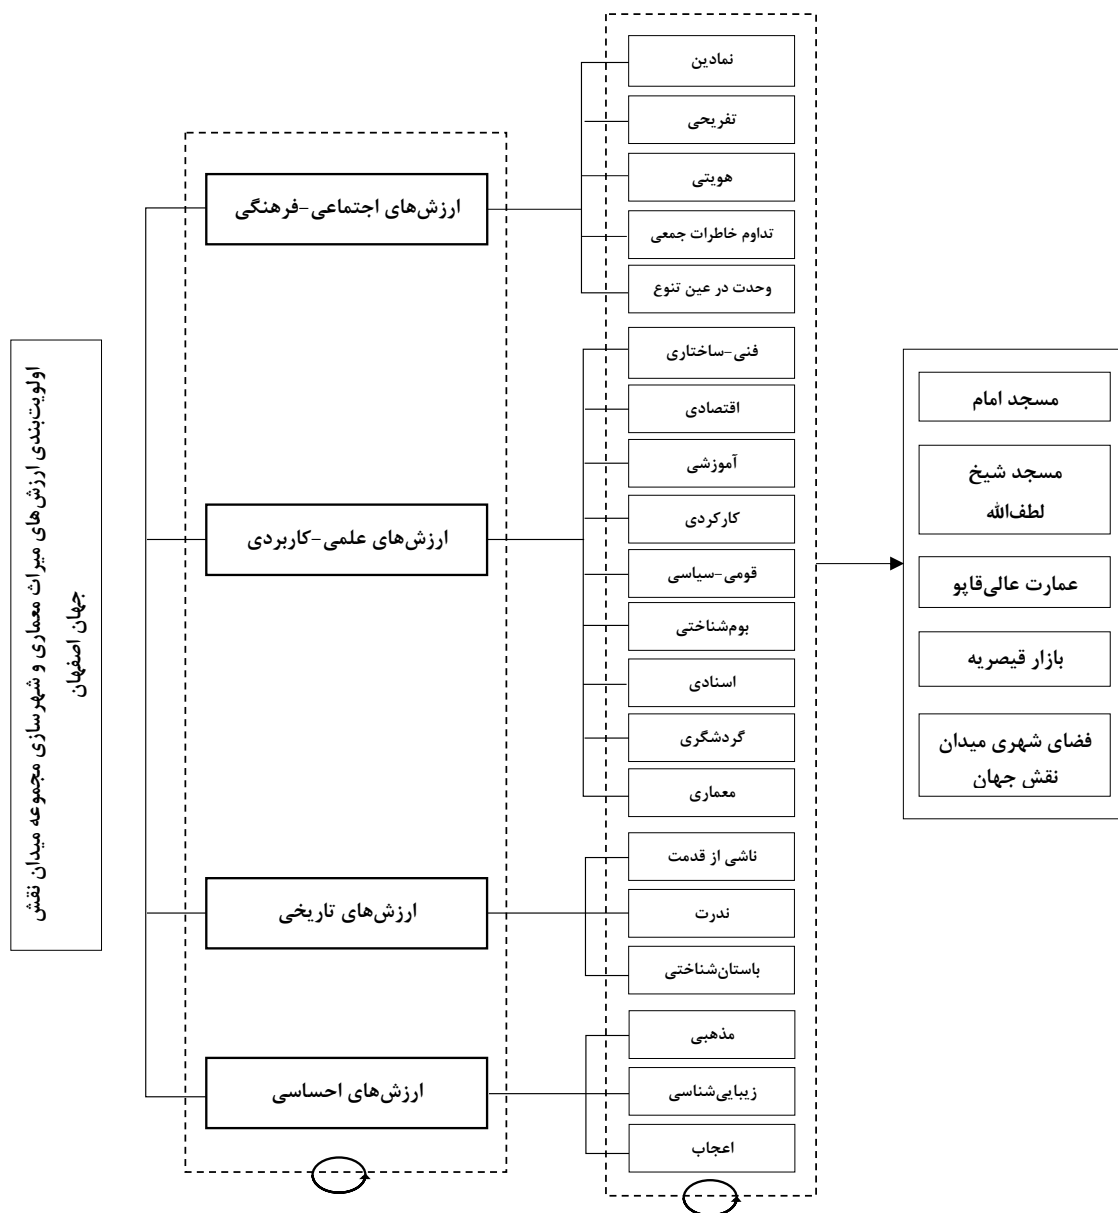 اولویت‌بندی ارزش‌های میراث معماری و شهرسازی مجموعه میدان نقش
جهان اصفهان
ارزش‌های اجتماعی-فرهنگی
ارزش‌های علمی-کاربردی
ارزش‌های تاریخی
ارزش‌های احساسی
نمادین
تفریحی
هویتی
تداوم خاطرات جمعی
وحدت در عین تنوع
فنی-ساختاری
اقتصادی
آموزشی
کارکردی
قومی-سیاسی
بوم‌شناختی
اسنادی
گردشگری
معماری
ناشی از قدمت
ندرت
باستان‌شناختی
مذهبی
زیبایی‌شناسی
اعجاب
مسجد امام
مسجد شیخ
لطف‌الله
عمارت عالی‌قاپو
بازار قیصریه
فضای شهری میدان
نقش جهان